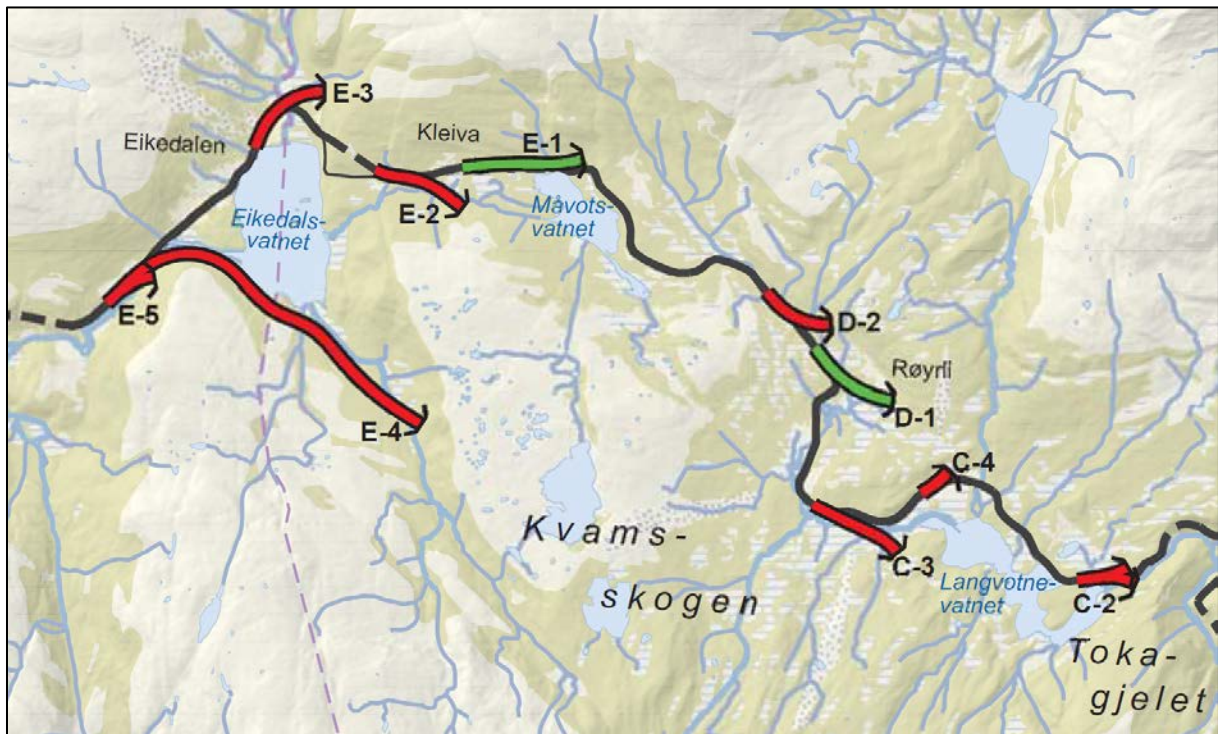 E-3
Eikedalen
Kleiva
E-1
Eikedals-
vatnet
E-2
Måvots-
vatnet
E-5
D-2
Røyrli
E-4
D-1
C-4
Kvams-
skogen
C-3
Langvotne-
vatnet
C-2
Toka-
gjelet